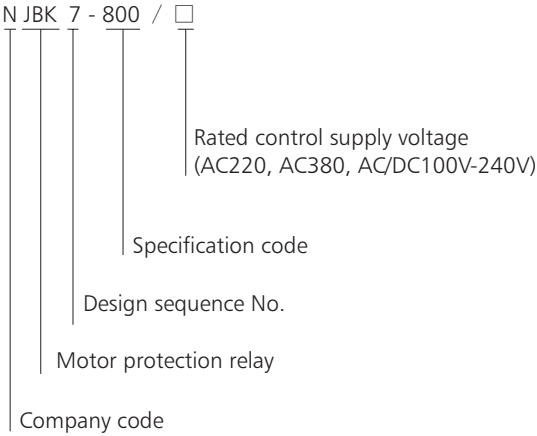 N JBK 7 - 800 / □
Rated control supply voltage
(AC220, AC380, AC/DC100V-240V)
Specification code
Design sequence No.
Motor protection relay
Company code